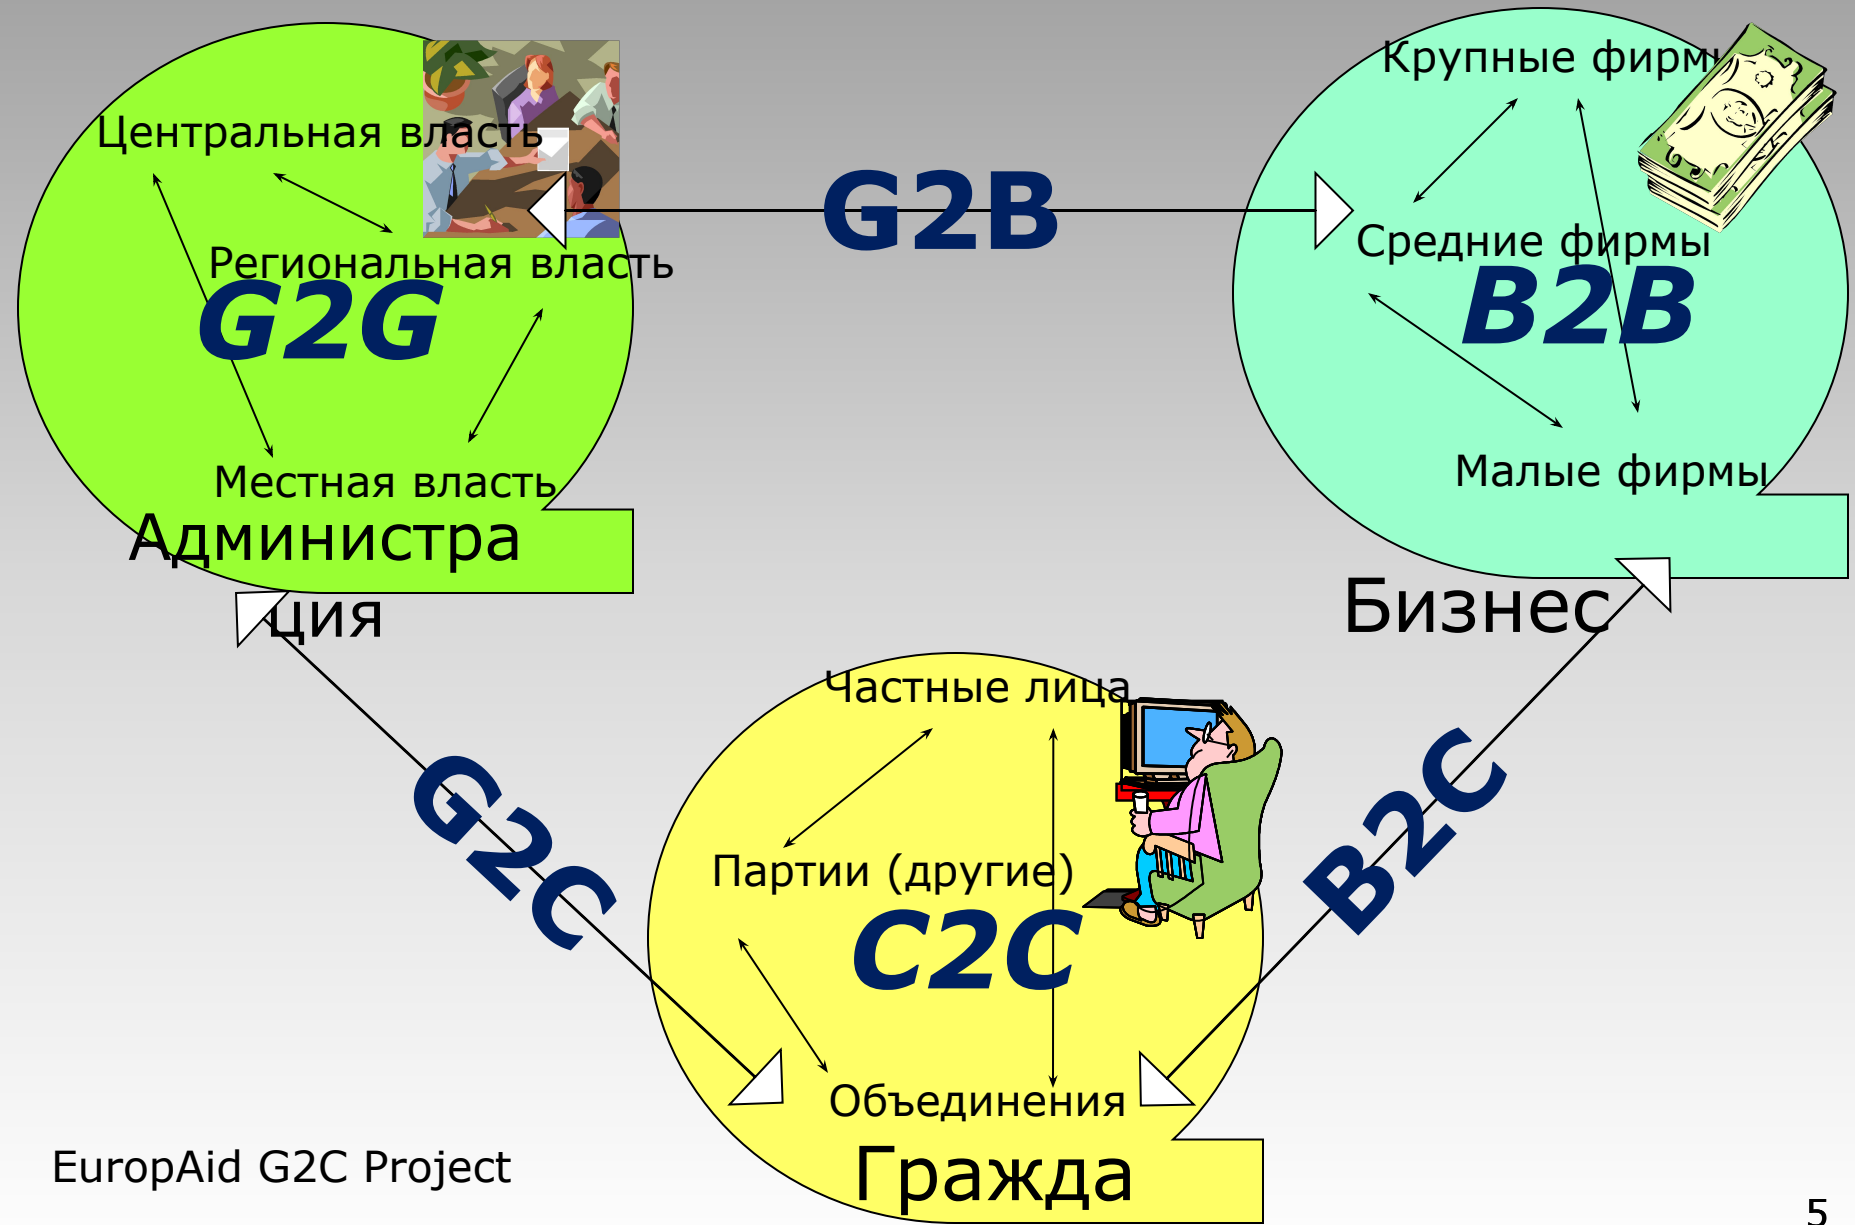 Центральная власть
Региональная власть
G2G
Местная власть
Администра
ция
G2B
Крупные фирмы
Средние фирмы
B2B
Малые фирмы
Бизнес
G2C
B2C
Частные лица
Партии (другие)
C2C
Объединения
Гражда
EuropAid G2C Project
5